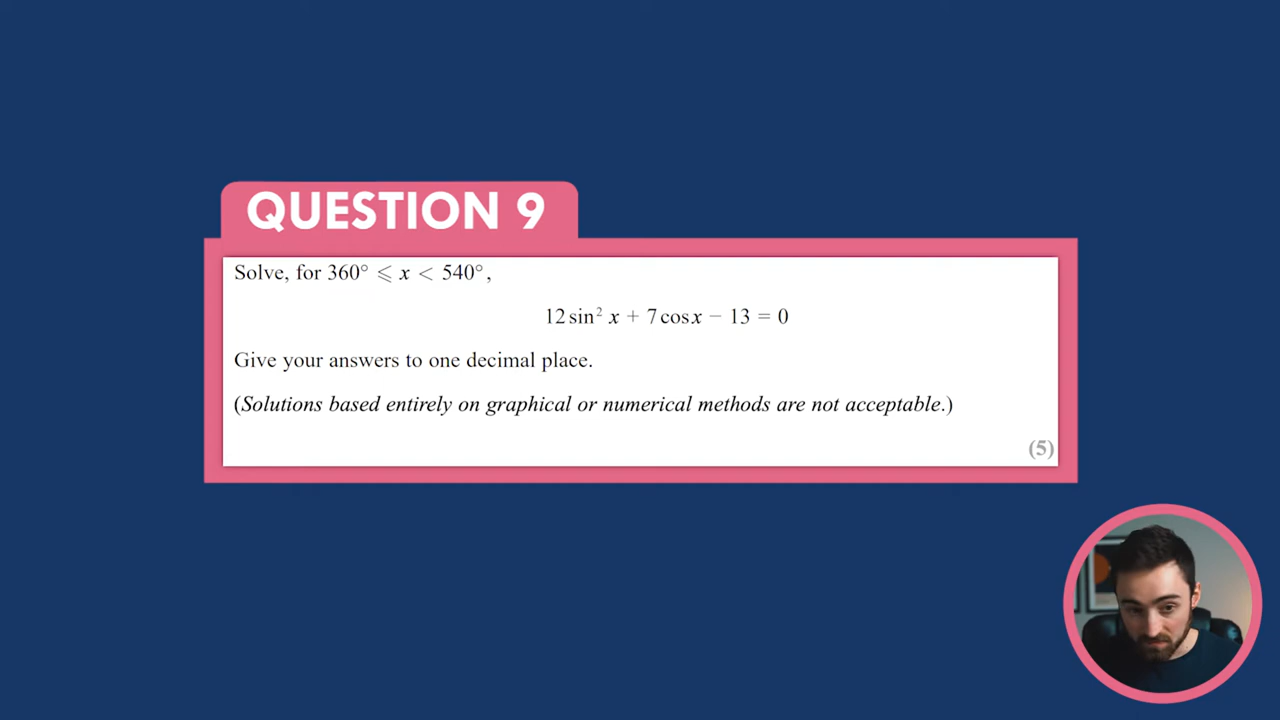 QUESTION 9
Solve, for 360° ⩽ x < 540°,
12 sin² x + 7 cos x − 13 = 0
Give your answers to one decimal place.
(Solutions based entirely on graphical or numerical methods are not acceptable.)
(5)